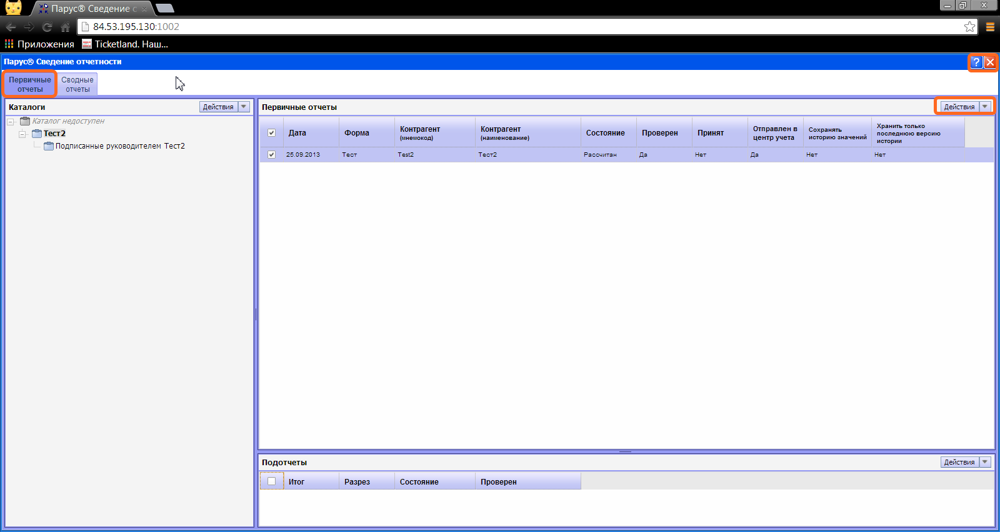 Парус® Сведение с
84.53.195.130:1002
Приложения
Ticketland. Наш...
Парус® Сведение отчетности
?
Первичные
отчеты
Сводные
отчеты
Каталоги
Действия
Каталог недоступен
Тест2
Подписанные руководителем Тест2
Первичные отчеты
Действия
Дата
Форма
Контрагент
(мнемокод)
Контрагент
(наименование)
Состояние
Проверен
Принят
Отправлен в
центр учета
Сохранять
историю значений
Хранить только
последнюю версию
истории
25.09.2013 Тест Test2 Тест2 Рассчитан Да Нет Да Нет Нет
Подотчеты
Действия
Итог Разрез Состояние Проверен